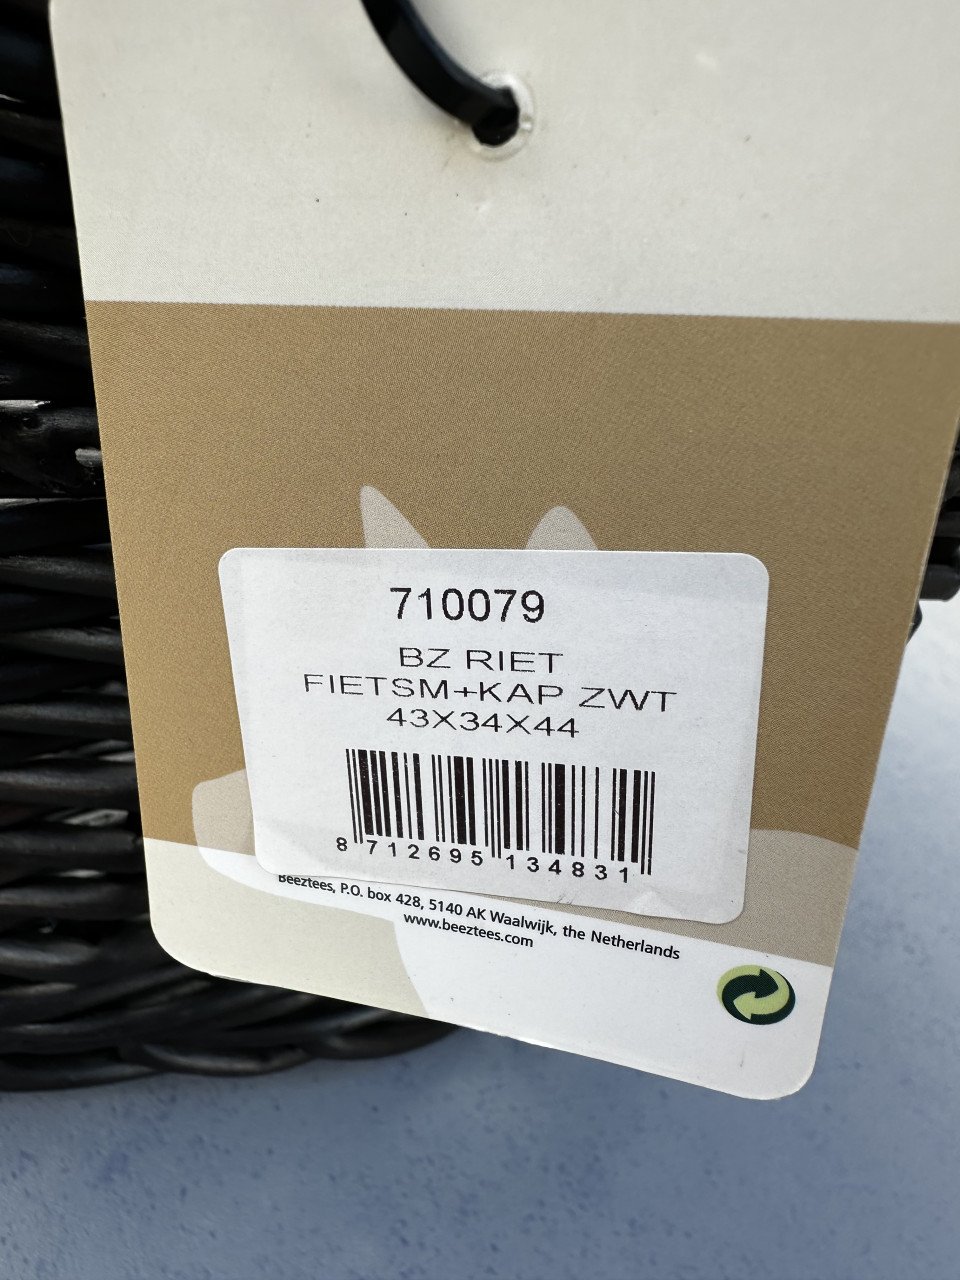 710079
BZ RIET
FIETSM+KAP ZWT
43X34X44
8 712695 134831
Beeztees, P.O. box 428, 5140 AK Waalwijk, the Netherlands
www.beeztees.com